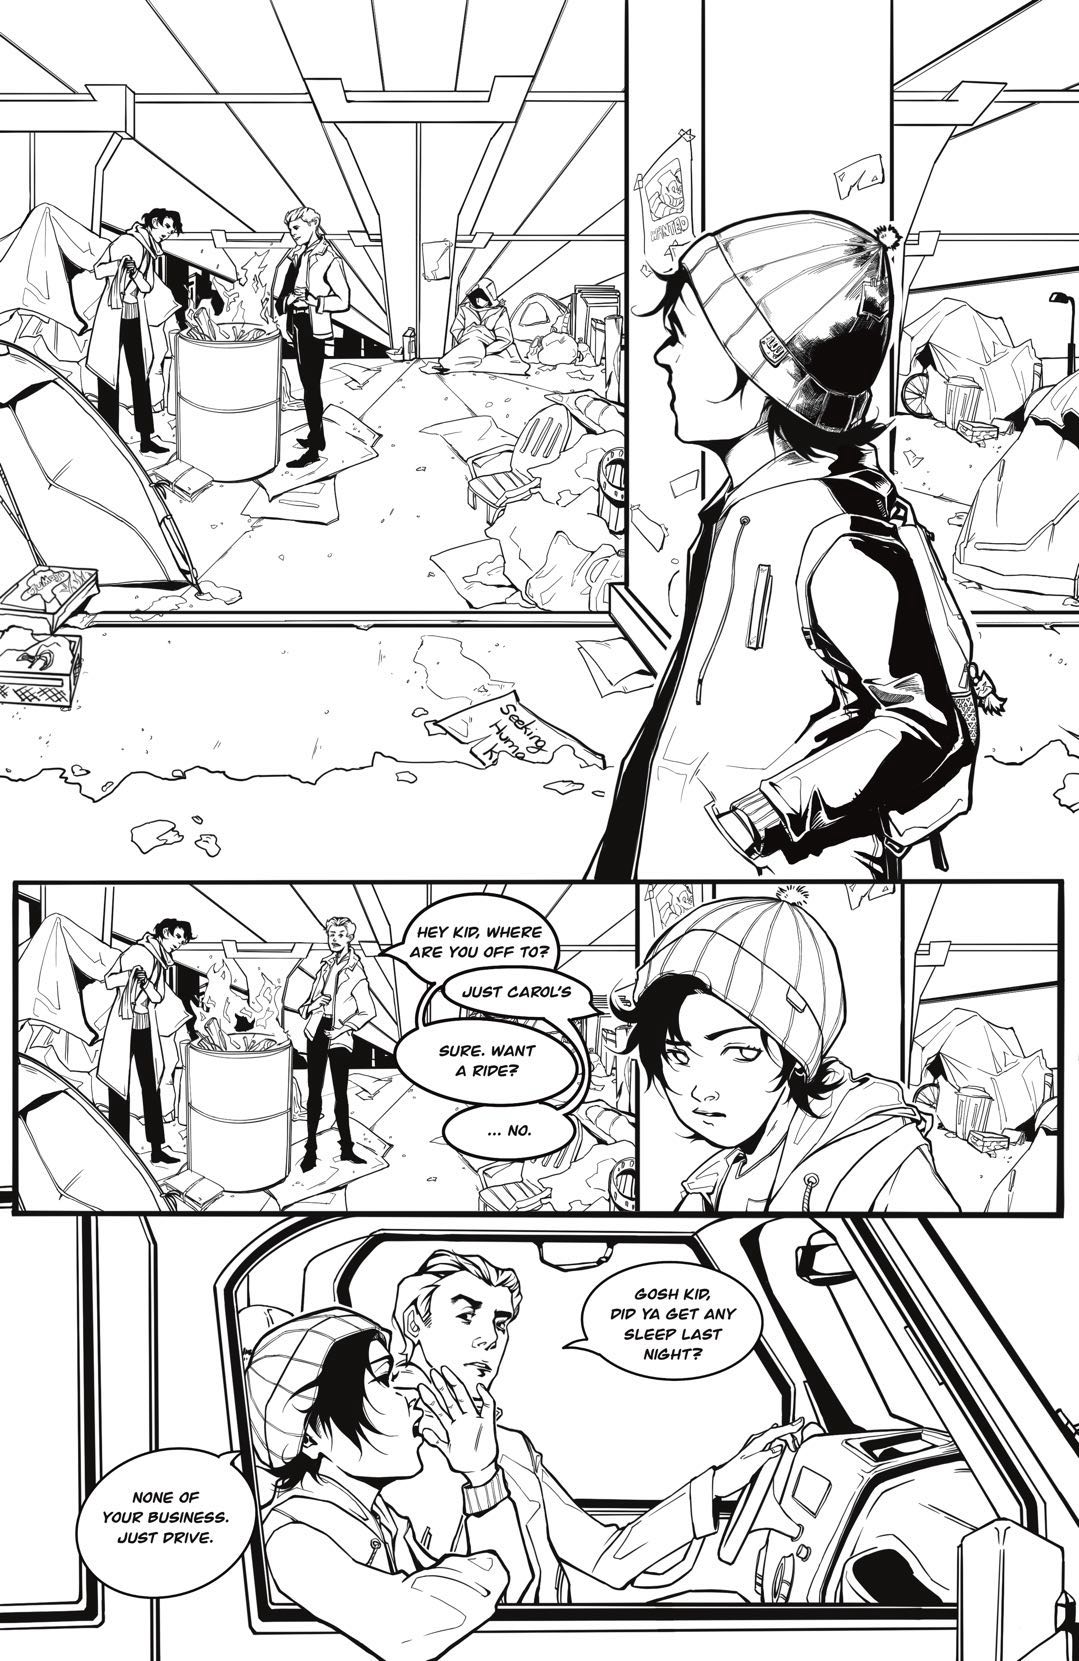 WANTED
Seeking
Huma
K
HEY KID, WHERE
ARE YOU OFF TO?
JUST CAROL'S
SURE. WANT
A RIDE?
... NO.
GOSH KID,
DID YA GET ANY
SLEEP LAST
NIGHT?
NONE OF
YOUR BUSINESS.
JUST DRIVE.